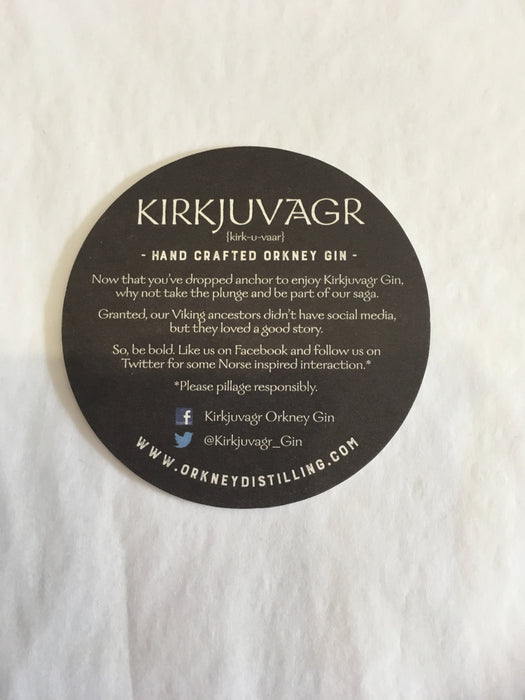 KIRKJUVAGR
{kirk-u-vaar}
- HAND CRAFTED ORKNEY GIN -
Now that you've dropped anchor to enjoy Kirkjuvagr Gin,
why not take the plunge and be part of our saga.
Granted, our Viking ancestors didn't have social media,
but they loved a good story.
So, be bold. Like us on Facebook and follow us on
Twitter for some Norse inspired interaction.*
*Please pillage responsibly.
f Kirkjuvagr Orkney Gin
@Kirkjuvagr_Gin
WWW.ORKNEYDISTILLING.COM